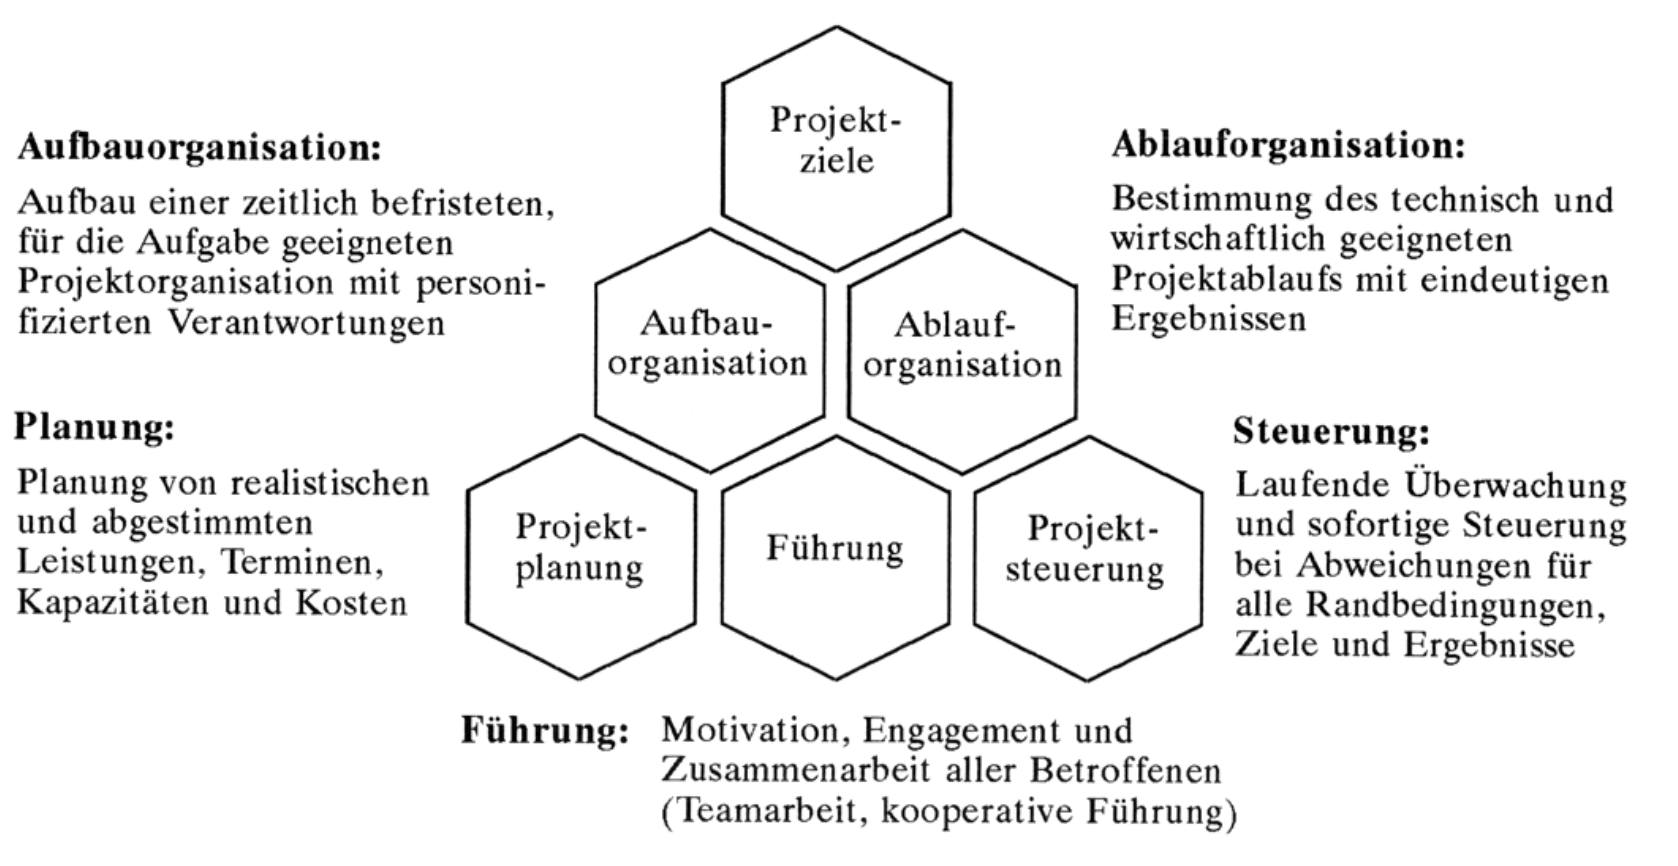 Projekt-
ziele
Aufbauorganisation:
Aufbau einer zeitlich befristeten,
für die Aufgabe geeigneten
Projektorganisation mit personi-
fizierten Verantwortungen
Ablauforganisation:
Bestimmung des technisch und
wirtschaftlich geeigneten
Projektablaufs mit eindeutigen
Ergebnissen
Aufbau-
organisation
Ablauf-
organisation
Planung:
Planung von realistischen
und abgestimmten
Leistungen, Terminen,
Kapazitäten und Kosten
Projekt-
planung
Führung
Projekt-
steuerung
Steuerung:
Laufende Überwachung
und sofortige Steuerung
bei Abweichungen für
alle Randbedingungen,
Ziele und Ergebnisse
Führung: Motivation, Engagement und
Zusammenarbeit aller Betroffenen
(Teamarbeit, kooperative Führung)